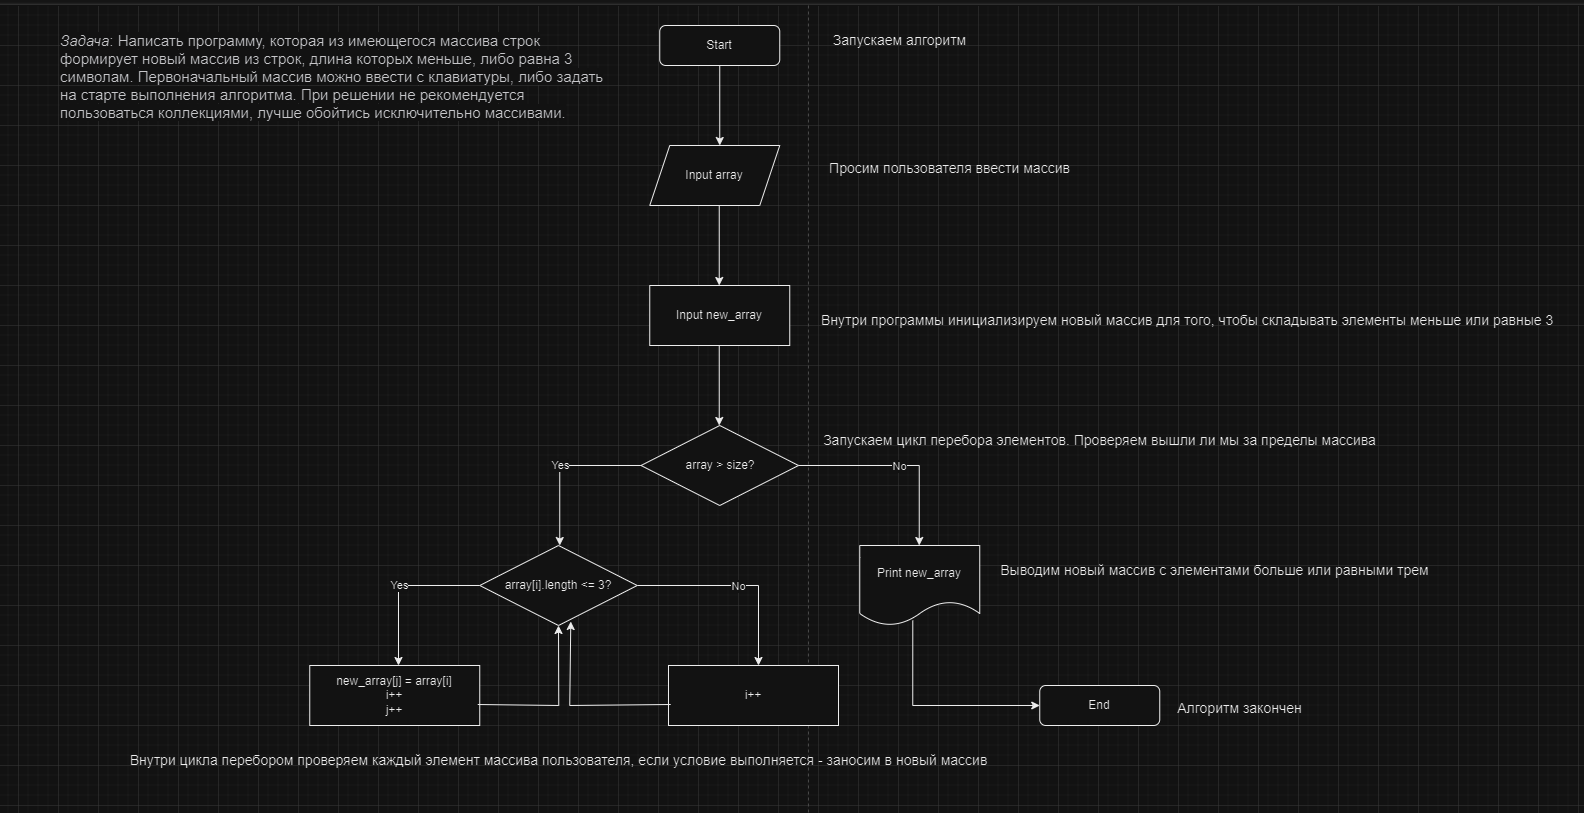 Задача: Написать программу, которая из имеющегося массива строк
формирует новый массив из строк, длина которых меньше, либо равна 3
символам. Первоначальный массив можно ввести с клавиатуры, либо задать
на старте выполнения алгоритма. При решении не рекомендуется
пользоваться коллекциями, лучше обойтись исключительно массивами.
Start
Запускаем алгоритм
Input array
Просим пользователя ввести массив
Input new_array
Внутри программы инициализируем новый массив для того, чтобы складывать элементы меньше или равные 3
Запускаем цикл перебора элементов. Проверяем вышли ли мы за пределы массива
Yes
array > size?
No
Yes
array[i].length <= 3?
No
Print new_array
Выводим новый массив с элементами больше или равными трем
new_array[j] = array[i]
i++
j++
i++
End
Алгоритм закончен
Внутри цикла перебором проверяем каждый элемент массива пользователя, если условие выполняется - заносим в новый массив